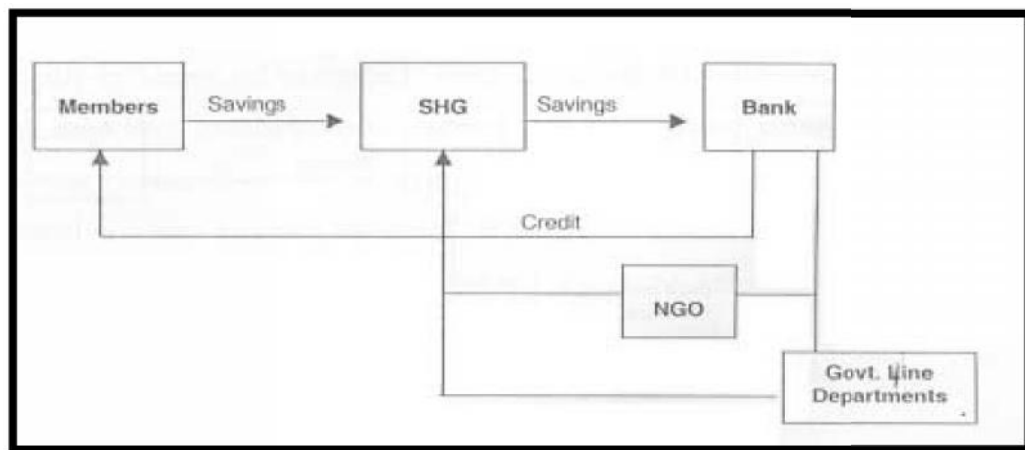 Members
Savings
SHG
Savings
Bank
Credit
NGO
Govt. Line
Departments